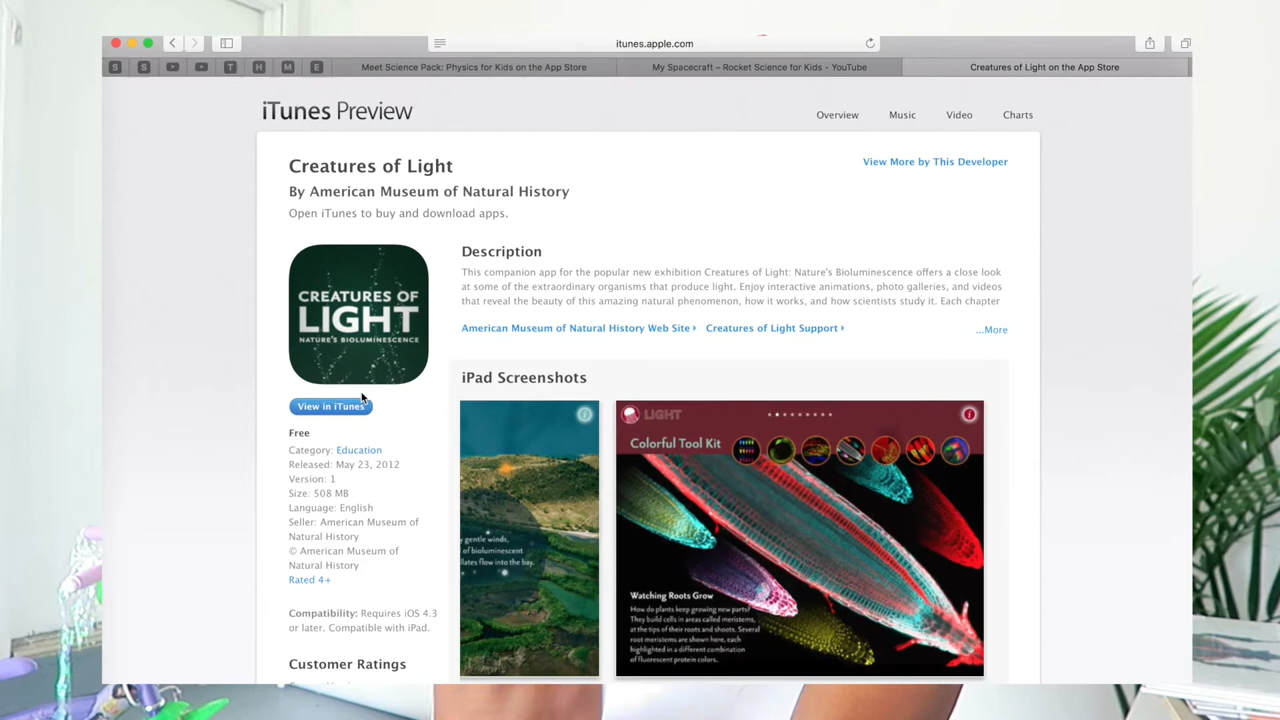 itunes.apple.com
S S T H M E Meet Science Pack: Physics for Kids on the App Store My Spacecraft – Rocket Science for Kids - YouTube Creatures of Light on the App Store
iTunes Preview
Overview Music Video Charts
Creatures of Light
View More by This Developer
By American Museum of Natural History
Open iTunes to buy and download apps.
CREATURES OF
LIGHT
NATURE'S BIOLUMINESCENCE
View in iTunes
Free
Category: Education
Released: May 23, 2012
Version: 1
Size: 508 MB
Language: English
Seller: American Museum of
Natural History
© American Museum of
Natural History
Rated 4+
Compatibility: Requires iOS 4.3
or later. Compatible with iPad.
Customer Ratings
Description
This companion app for the popular new exhibition Creatures of Light: Nature's Bioluminescence offers a close look
at some of the extraordinary organisms that produce light. Enjoy interactive animations, photo galleries, and videos
that reveal the beauty of this amazing natural phenomenon, how it works, and how scientists study it. Each chapter
American Museum of Natural History Web Site Creatures of Light Support ...More
iPad Screenshots
y gentle winds,
of bioluminescent
lates flow into the bay.
LIGHT
Colorful Tool Kit
Watching Roots Grow
How do plants keep growing new parts?
They build cells in areas called meristems,
at the tips of their roots and shoots. Several
root meristems are shown here, each
highlighted in a different combination
of fluorescent protein colors.